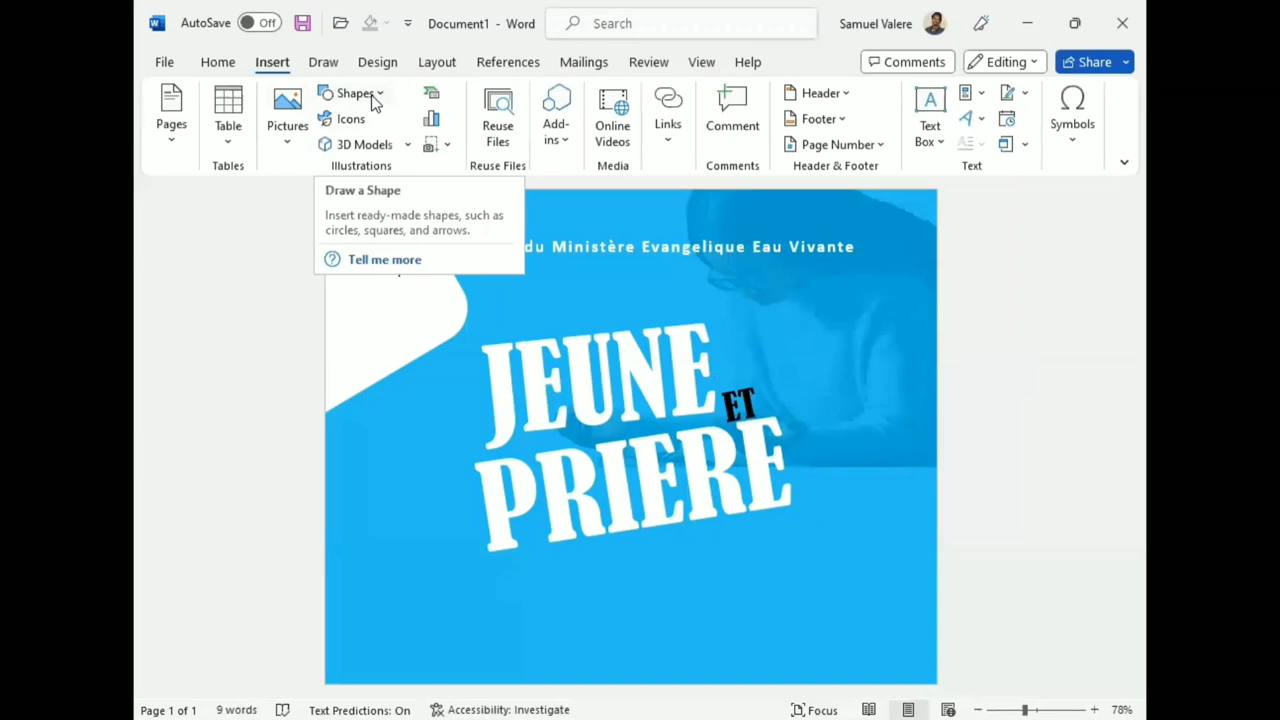 AutoSave Off Document1 - Word Search Samuel Valere
File Home Insert Draw Design Layout References Mailings Review View Help Comments Editing Share
Pages
Table
Tables
Pictures
Shapes
Icons
3D Models
Illustrations
Reuse
Files
Reuse Files
Add-
ins
Online
Videos
Media
Links
Comment
Comments
Header
Footer
Page Number
Header & Footer
A
Text
Box
Text
Symbols
Draw a Shape
Insert ready-made shapes, such as
circles, squares, and arrows.
? Tell me more
du Ministère Evangelique Eau Vivante
JEUNE
ET
PRIERE
Page 1 of 1 9 words Text Predictions: On Accessibility: Investigate Focus 78%